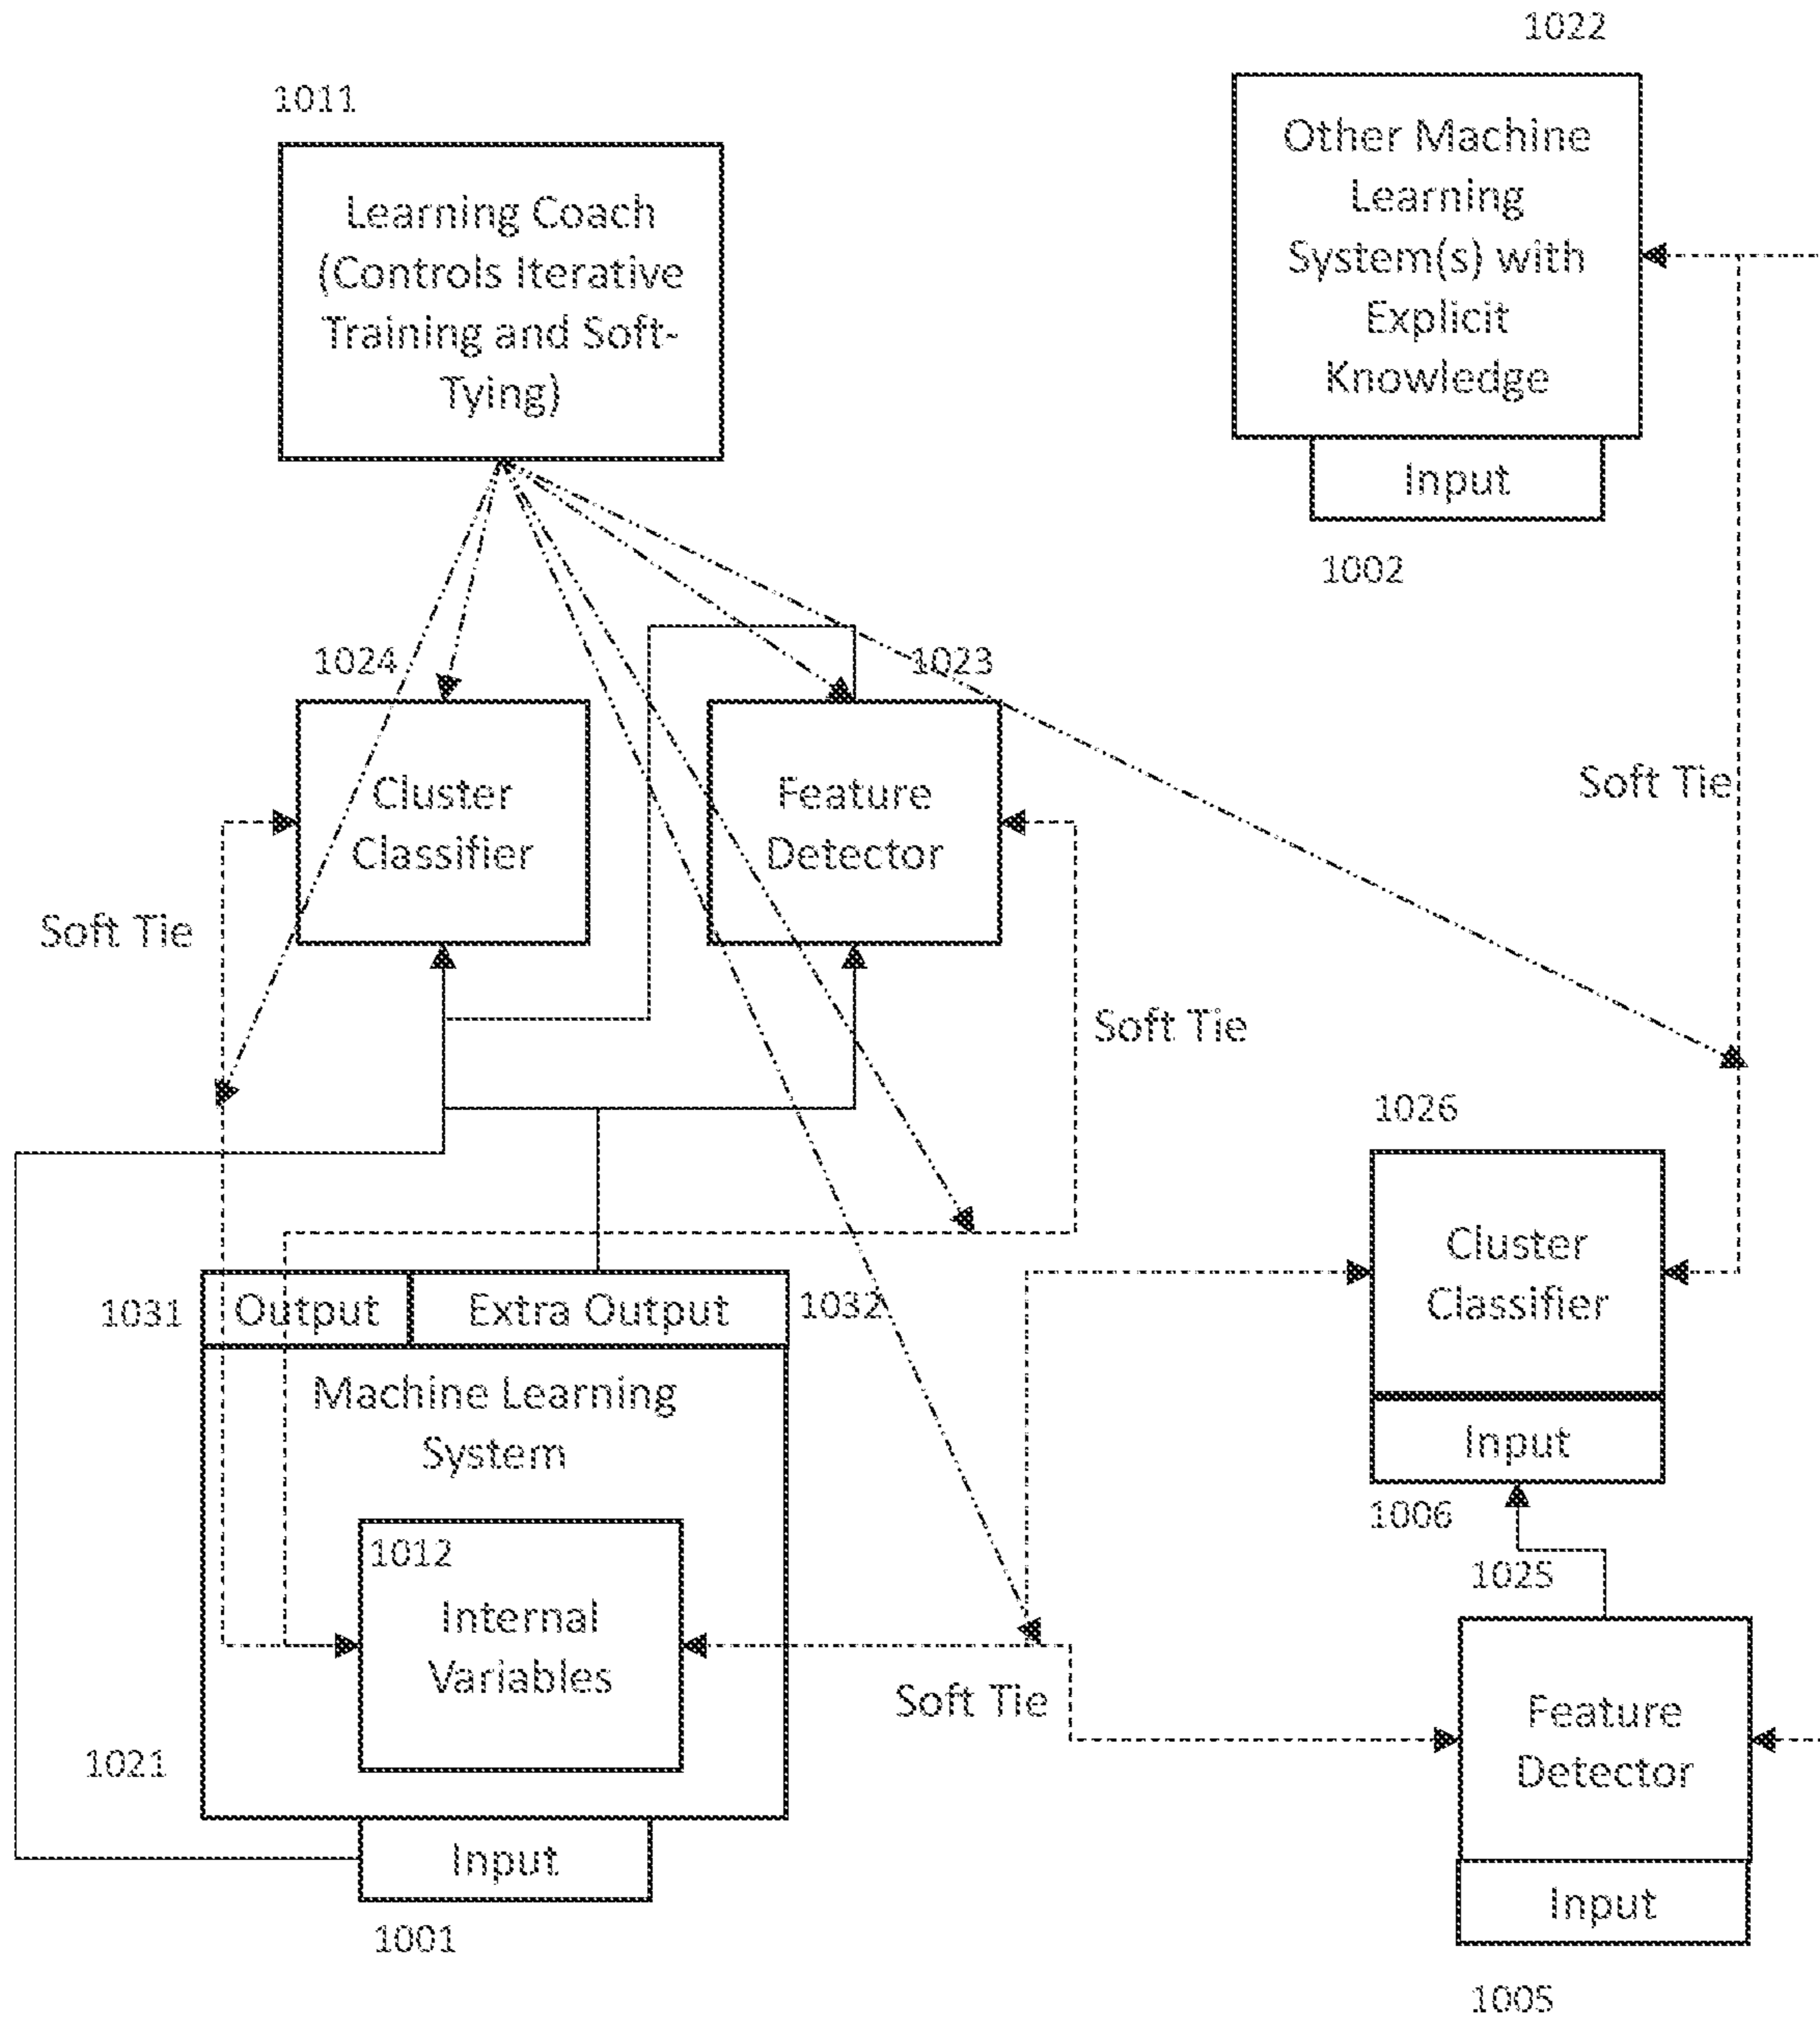 1022
1011
Other Machine
Learning
System(s) with
Explicit
Knowledge
Input
1002
Learning Coach
(Controls Iterative
Training and Soft-
Tying)
1024
1023
Cluster
Classifier
Feature
Detector
Soft Tie
Soft Tie
Soft Tie
1026
Cluster
Classifier
Input
1006
1031
Output
Extra Output
1032
Machine Learning
System
1012
Internal
Variables
1021
Input
1001
Soft Tie
1025
Feature
Detector
Input
1005